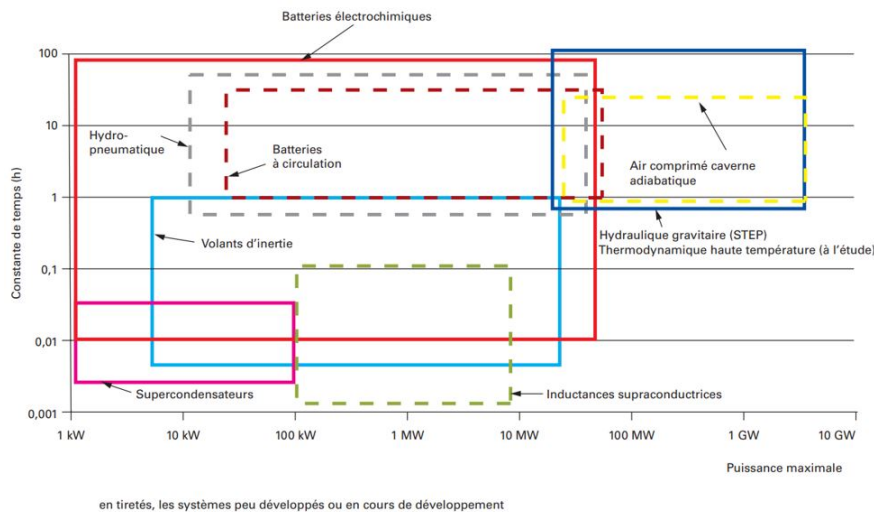 Batteries électrochimiques
100
10
1
0,1
0,01
0,001
Constante de temps (h)
Hydro-
pneumatique
Batteries
à circulation
Air comprimé caverne
adiabatique
Volants d'inertie
Hydraulique gravitaire (STEP)
Thermodynamique haute température (à l'étude)
Supercondensateurs
Inductances supraconductrices
1 kW
10 kW
100 kW
1 MW
10 MW
100 MW
1 GW
10 GW
Puissance maximale
en tiretés, les systèmes peu développés ou en cours de développement